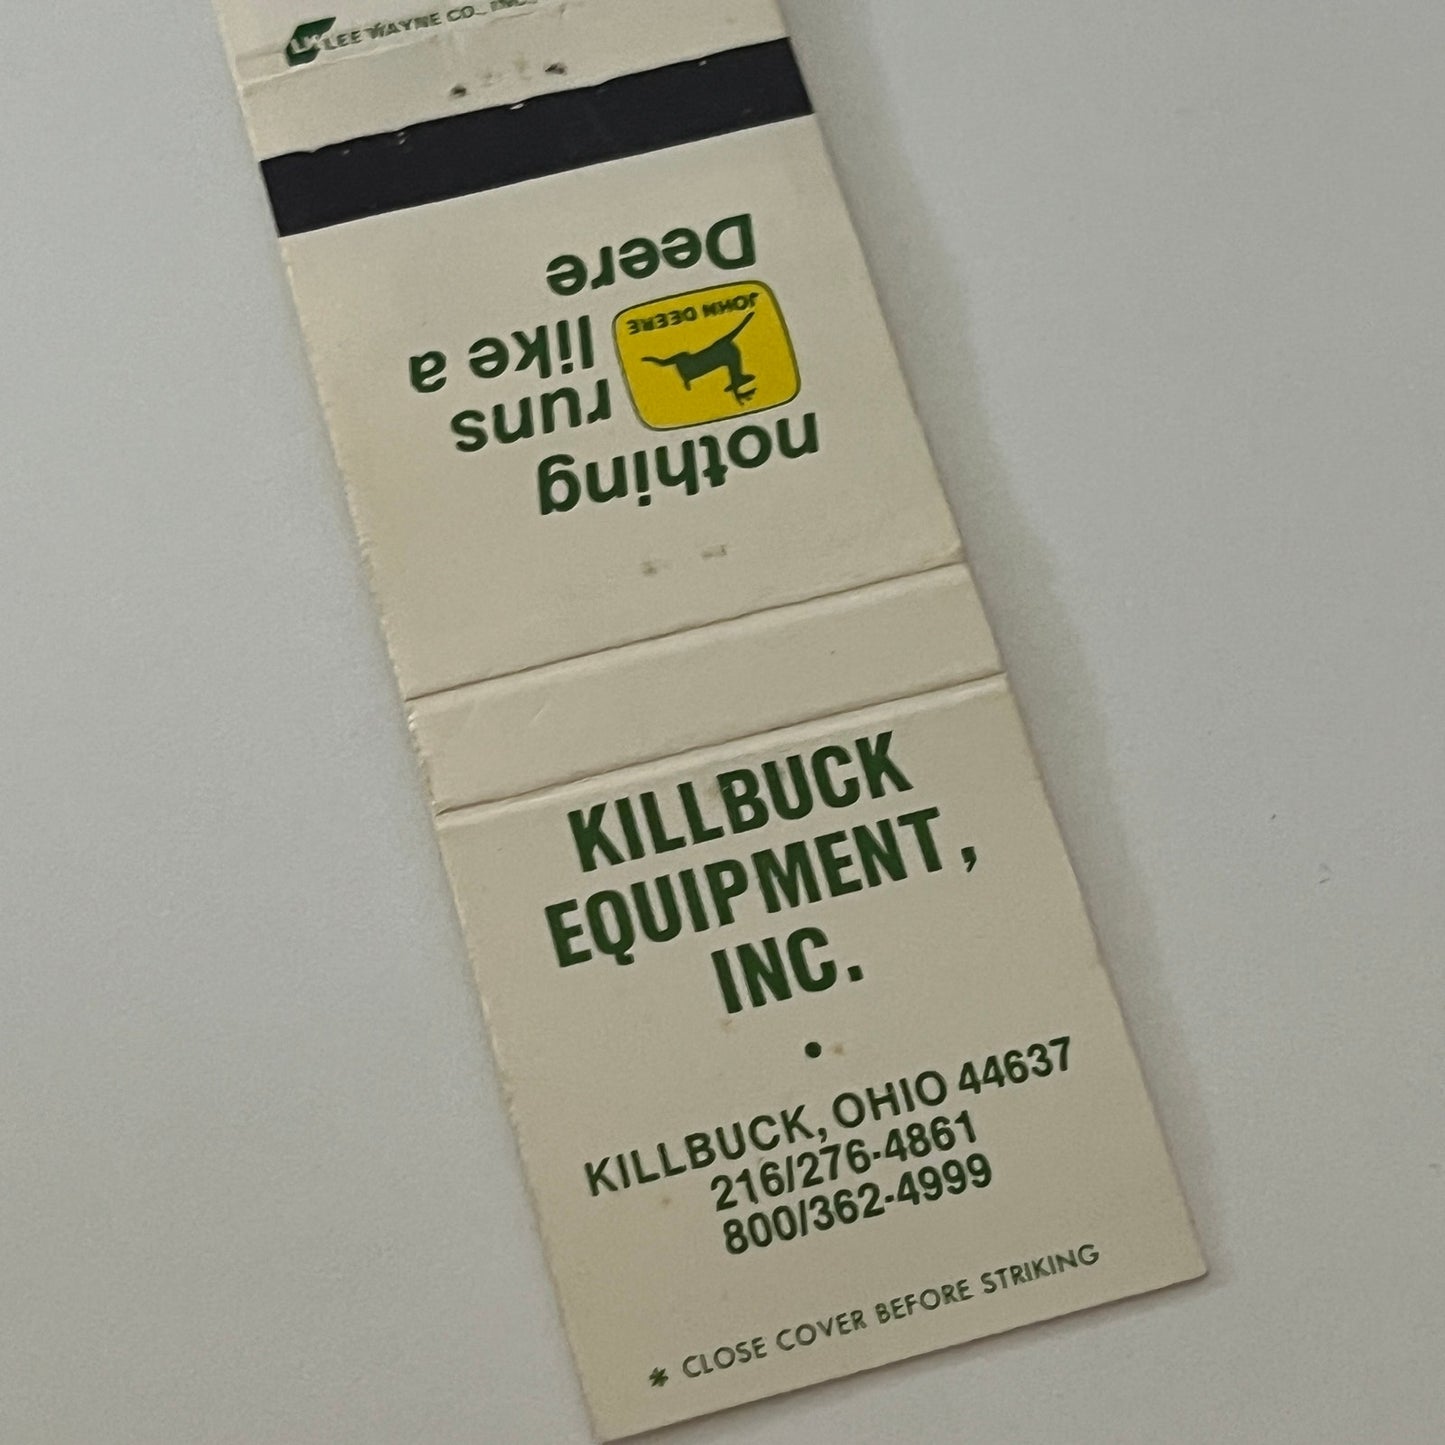 LEE WAYNE CO., INC.
nothing
runs
like a
Deere
JOHN DEERE
KILLBUCK
EQUIPMENT,
INC.
•
KILLBUCK, OHIO 44637
216/276-4861
800/362-4999
* CLOSE COVER BEFORE STRIKING